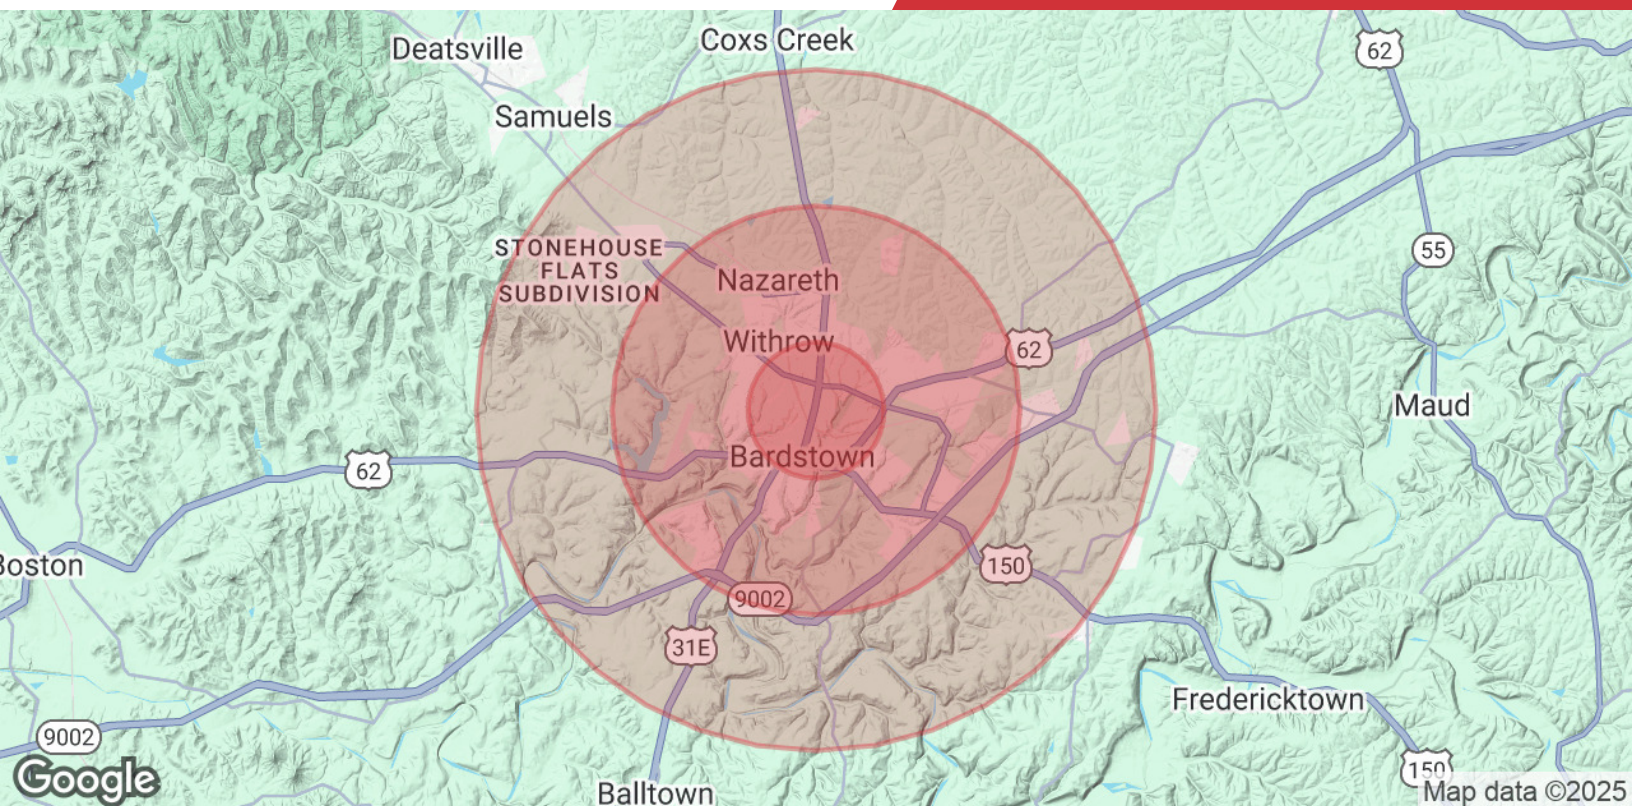 Deatsville
Coxs Creek
62
Samuels
STONEHOUSE
FLATS
SUBDIVISION
55
Nazareth
Withrow
62
Maud
Bardstown
62
Boston
150
9002
31E
Fredericktown
9002
150
Google
Balltown
Map data ©2025